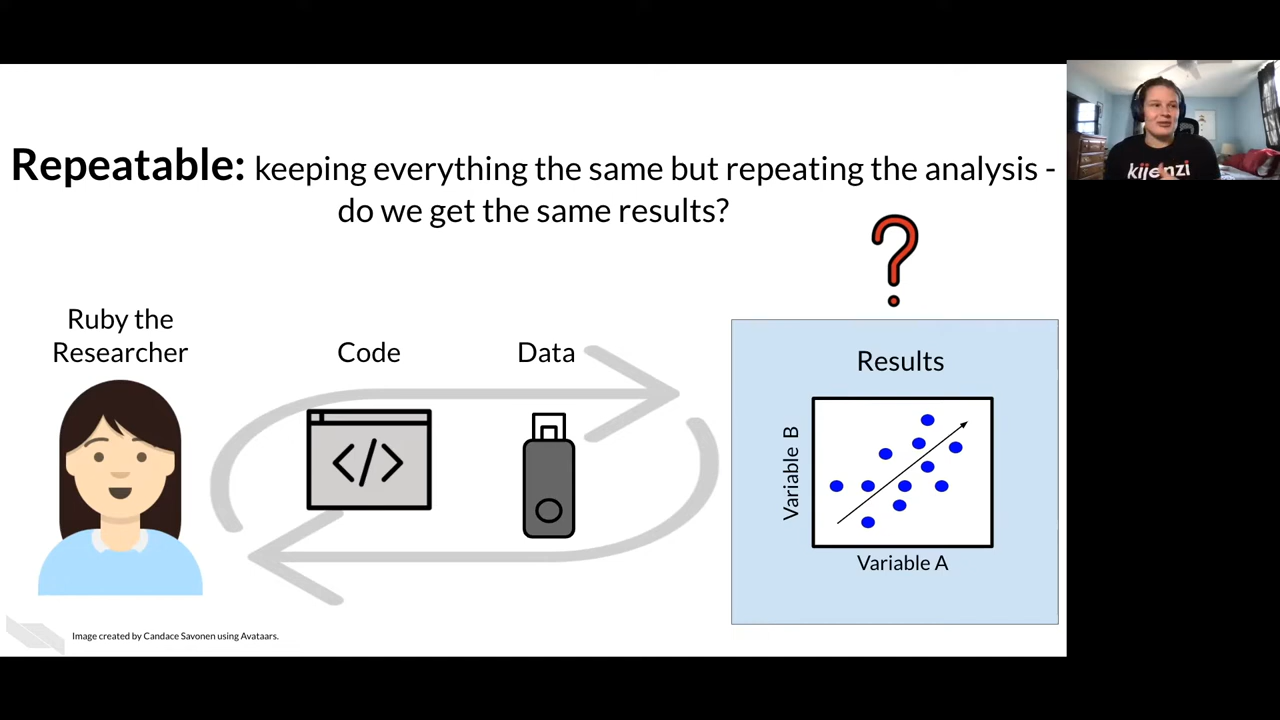 Repeatable: keeping everything the same but repeating the analysis -
do we get the same results?
Ruby the
Researcher
Code
Data
Results
Variable B
Variable A
Image created by Candace Savonen using Avataars.
kijenzi